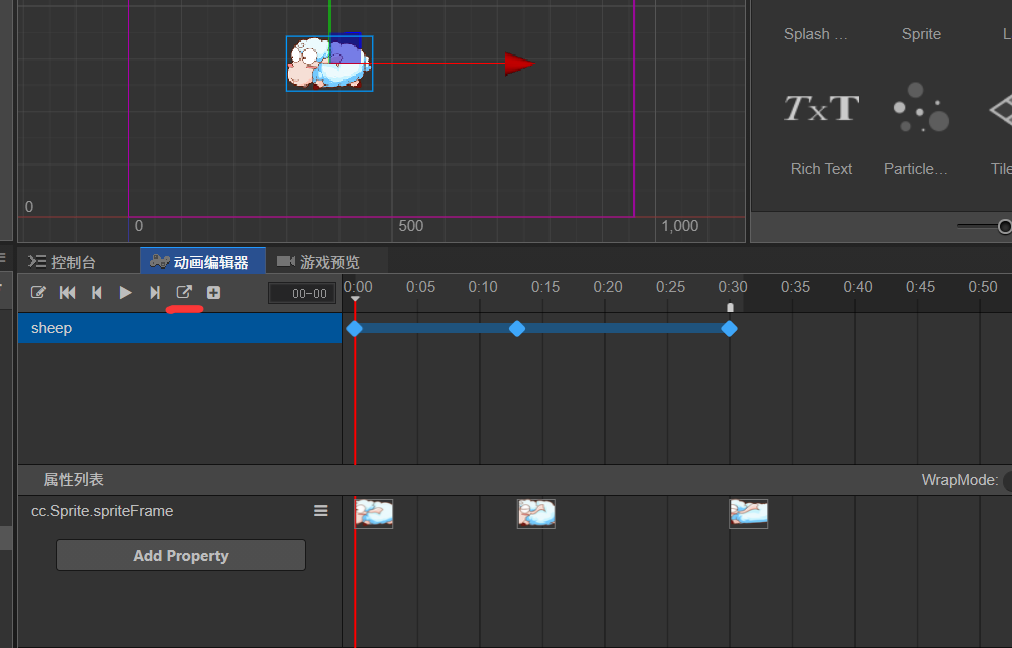 Splash ...
Sprite
L
TxT
Rich Text
Particle...
Tile
0
0
500
1,000
控制台
动画编辑器
游戏预览
00-00
0:00
0:05
0:10
0:15
0:20
0:25
0:30
0:35
0:40
0:45
0:50
sheep
属性列表
WrapMode:
cc.Sprite.spriteFrame
Add Property